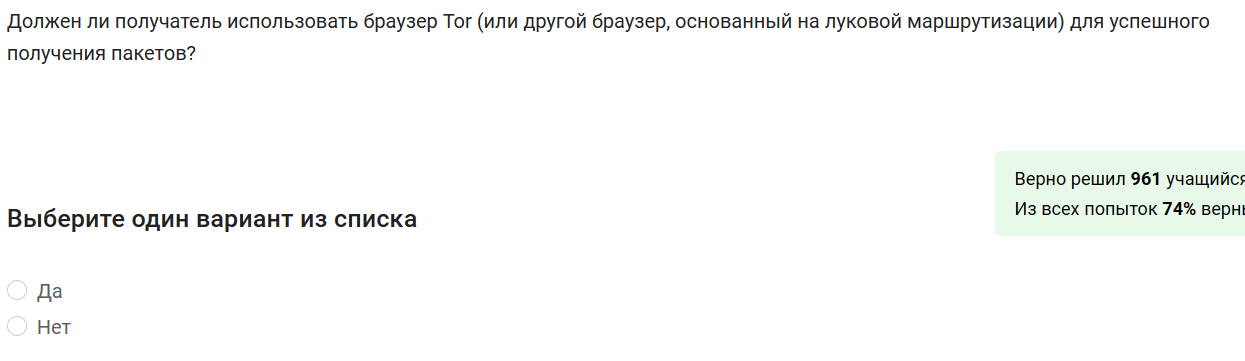 Должен ли получатель использовать браузер Tor (или другой браузер, основанный на луковой маршрутизации) для успешного
получения пакетов?
Верно решил 961 учащийся
Из всех попыток 74%
Выберите один вариант из списка
Да
Нет